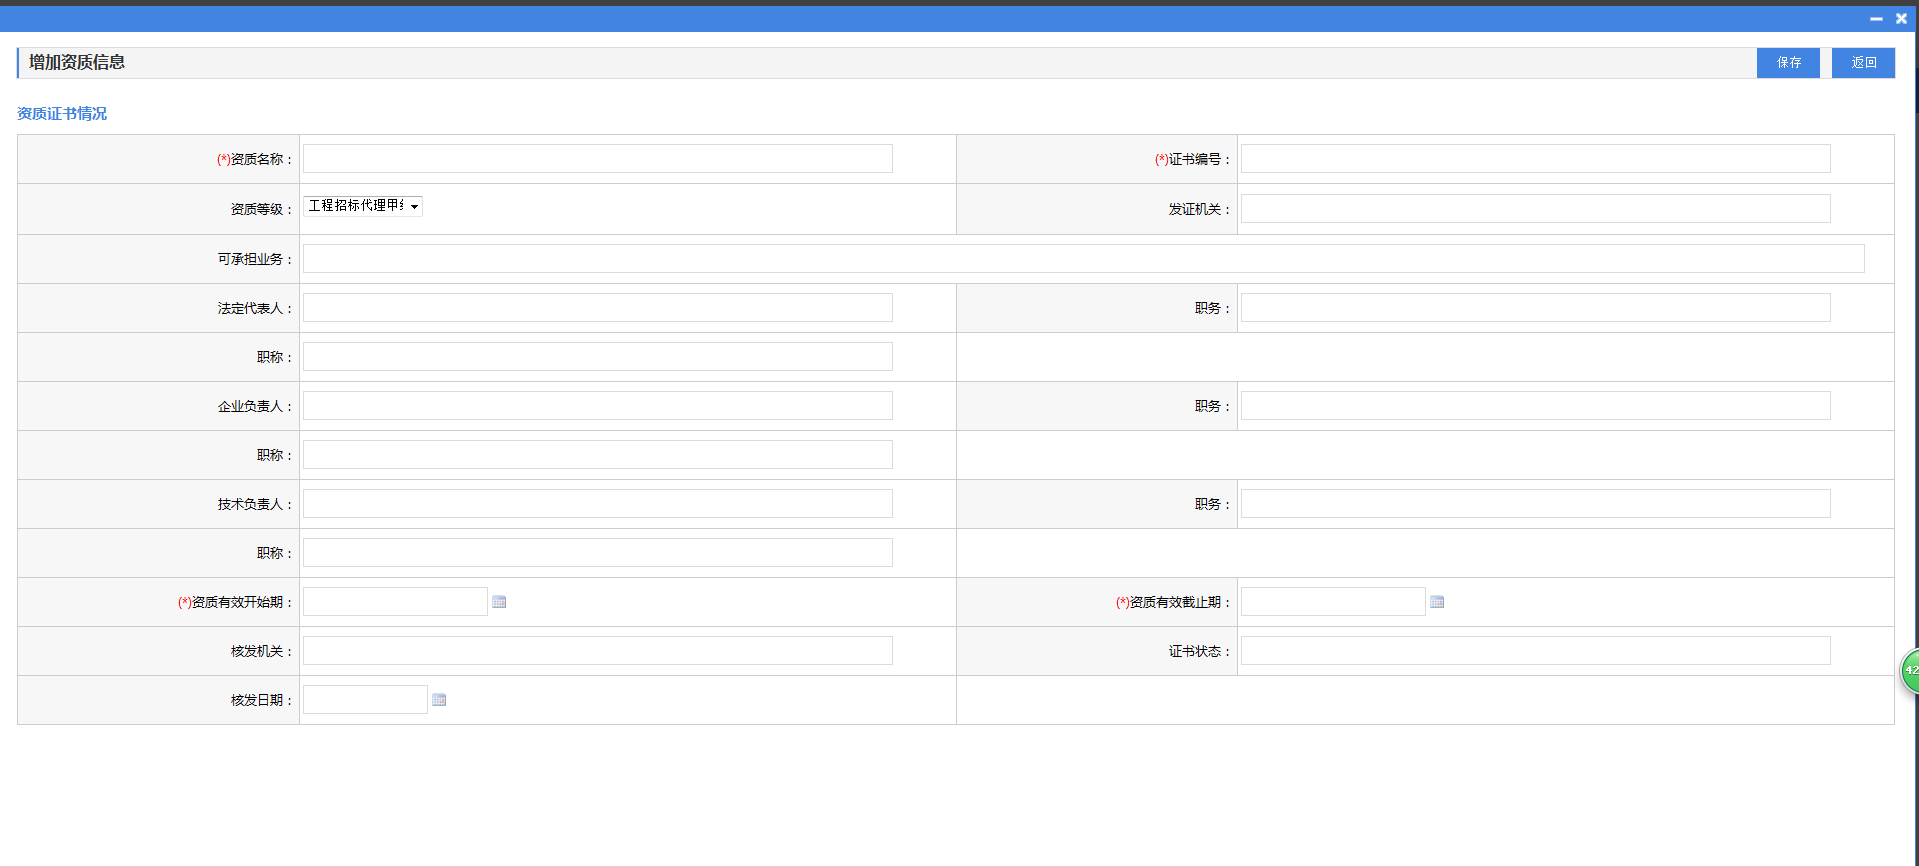 增加资质信息 保存 返回
资质证书情况
(*)资质名称： (*)证书编号：
资质等级： 工程招标代理甲 发证机关：
可承担业务：
法定代表人： 职务：
职称：
企业负责人： 职务：
职称：
技术负责人： 职务：
职称：
(*)资质有效开始期： (*)资质有效截止期：
核发机关： 证书状态：
核发日期：
42